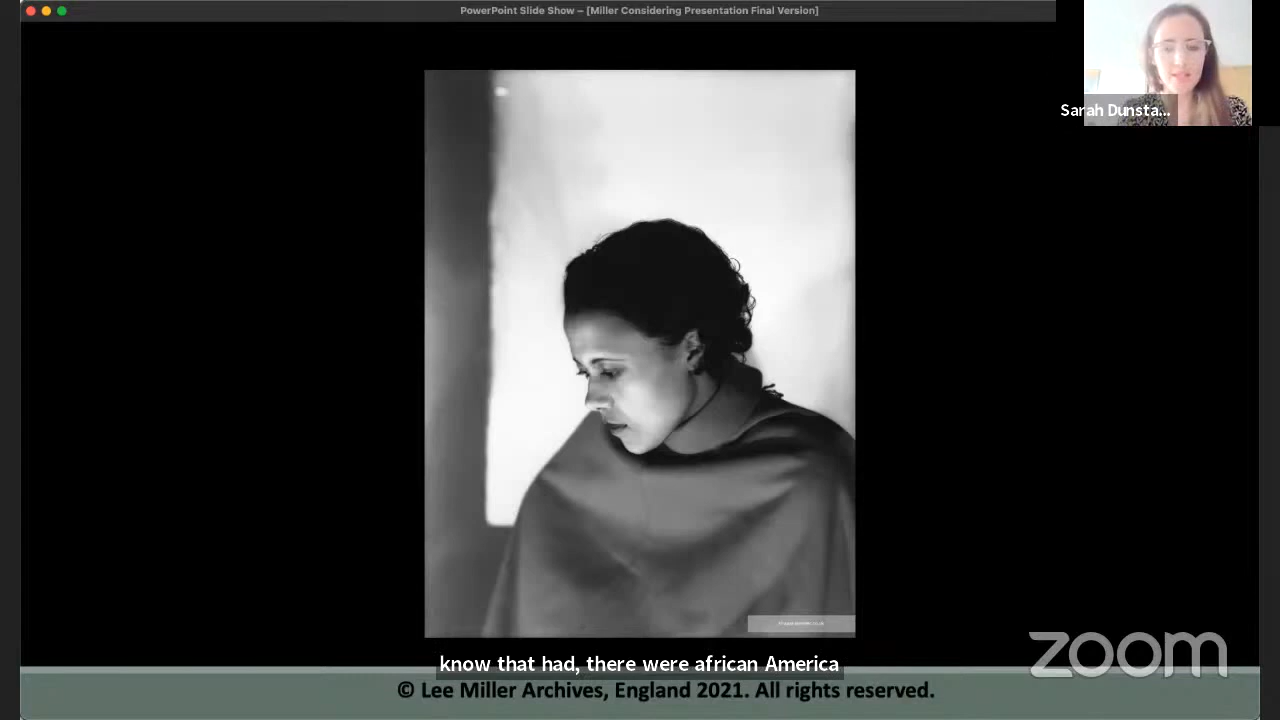 PowerPoint Slide Show – [Miller Considering Presentation Final Version]
Sarah Dunsta...
know that had, there were african America
zoom
© Lee Miller Archives, England 2021. All rights reserved.